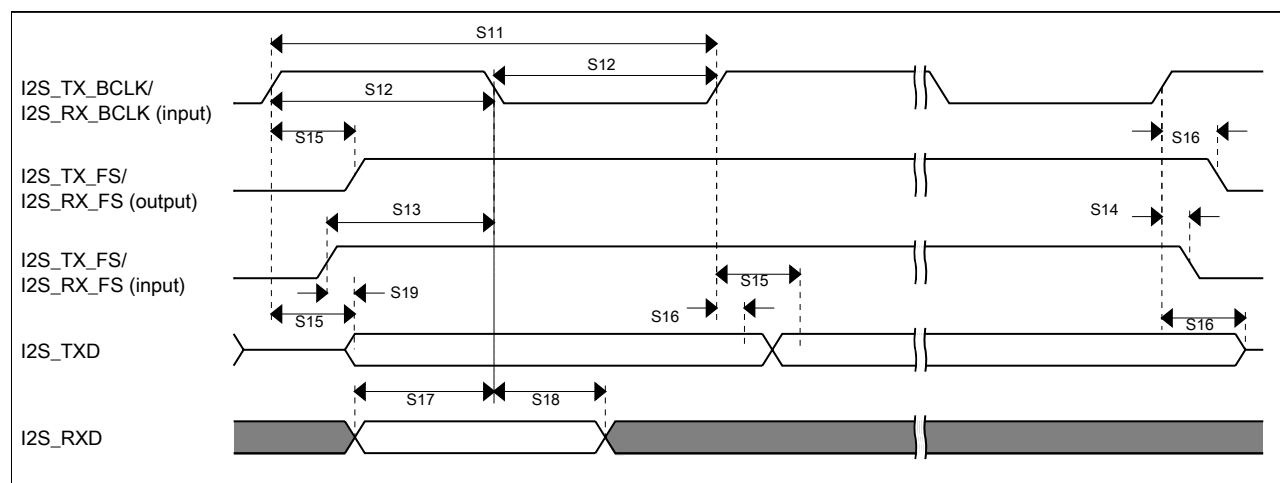 S11
S12
I2S_TX_BCLK/
I2S_RX_BCLK (input)
S12
S15
S16
I2S_TX_FS/
I2S_RX_FS (output)
S13
S14
I2S_TX_FS/
I2S_RX_FS (input)
S15
S19
S15
S16
S16
I2S_TXD
S17
S18
I2S_RXD